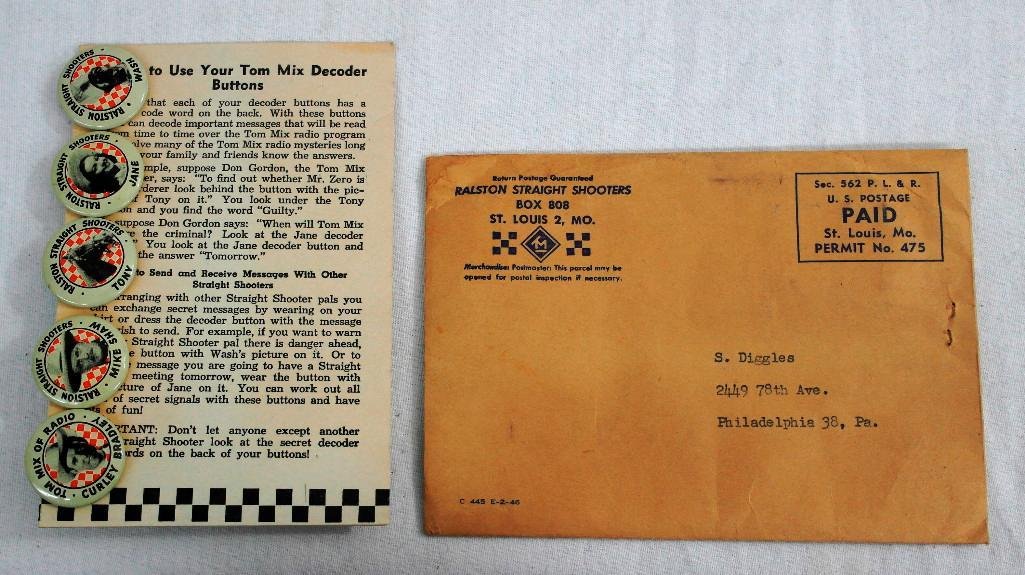 RALSTON STRAIGHT SHOOTERS · WASH ·
RALSTON STRAIGHT SHOOTERS · JANE ·
RALSTON STRAIGHT SHOOTERS · TONY ·
RALSTON STRAIGHT SHOOTERS · MIKE SHAW ·
TOM MIX OF RADIO · CURLEY BRADLEY ·
to Use Your Tom Mix Decoder
Buttons
that each of your decoder buttons has a
code word on the back. With these buttons
can decode important messages that will be read
time to time over the Tom Mix radio program
many of the Tom Mix radio mysteries long
your family and friends know the answers.
suppose Don Gordon, the Tom Mix
says: "To find out whether Mr. Zero is
look behind the button with the pic-
Tony on it." You look under the Tony
and you find the word "Guilty."
suppose Don Gordon says: "When will Tom Mix
the criminal? Look at the Jane decoder
You look at the Jane decoder button and
the answer "Tomorrow."
to Send and Receive Messages With Other
Straight Shooters
arranging with other Straight Shooter pals you
can exchange secret messages by wearing on your
or dress the decoder button with the message
to send. For example, if you want to warn
Straight Shooter pal there is danger ahead,
button with Wash's picture on it. Or to
message you are going to have a Straight
meeting tomorrow, wear the button with
of Jane on it. You can work out all
of secret signals with these buttons and have
of fun!
Don't let anyone except another
Straight Shooter look at the secret decoder
on the back of your buttons!
Return Postage Guaranteed
RALSTON STRAIGHT SHOOTERS
BOX 808
ST. LOUIS 2, MO.
Merchandise: Postmaster: This parcel may be
opened for postal inspection if necessary.
Sec. 562 P. L. & R.
U. S. POSTAGE
PAID
St. Louis, Mo.
PERMIT No. 475
S. Diggles
2449 78th Ave.
Philadelphia 38, Pa.
C 445 E-2-46